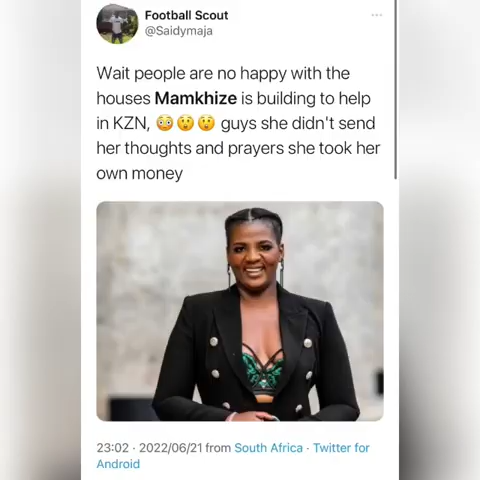 Football Scout
@Saidymaja
Wait people are no happy with the
houses Mamkhize is building to help
in KZN, 😳😲😲 guys she didn't send
her thoughts and prayers she took her
own money
23:02 · 2022/06/21 from South Africa · Twitter for
Android